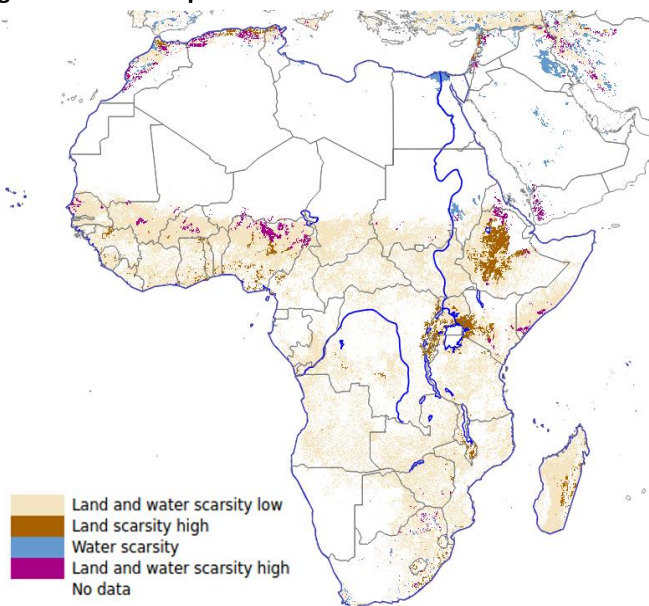 Land and water scarsity low
Land scarsity high
Water scarsity
Land and water scarsity high
No data